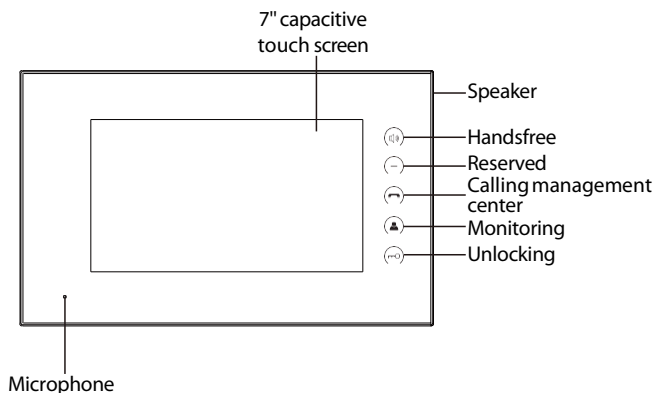 7" capacitive
touch screen
Speaker
Handsfree
Reserved
Calling management
center
Monitoring
Unlocking
Microphone